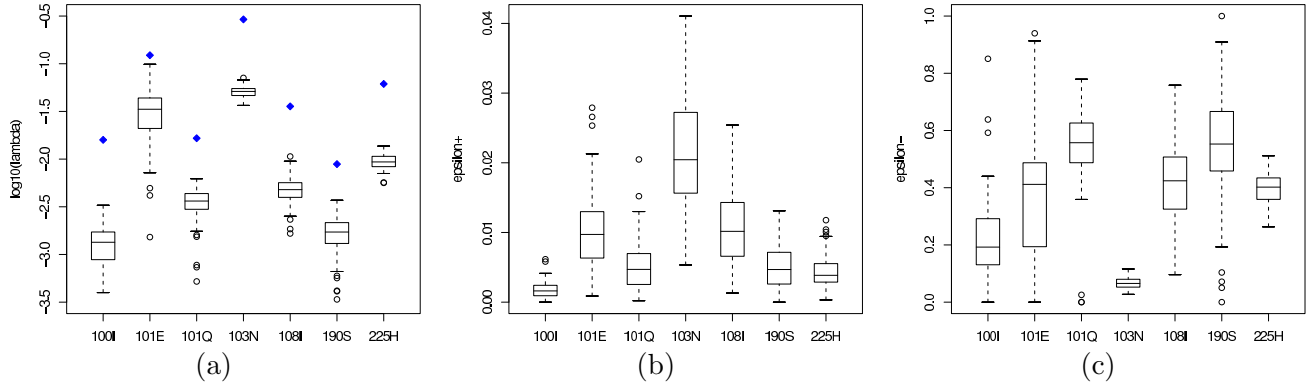 log10(lambda)
−0.5
−1.0
−1.5
−2.0
−2.5
−3.0
−3.5
100I 101E 101Q 103N 108I 190S 225H
(a)
epsilon+
0.04
0.03
0.02
0.01
0.00
100I 101E 101Q 103N 108I 190S 225H
(b)
epsilon−
1.0
0.8
0.6
0.4
0.2
0.0
100I 101E 101Q 103N 108I 190S 225H
(c)